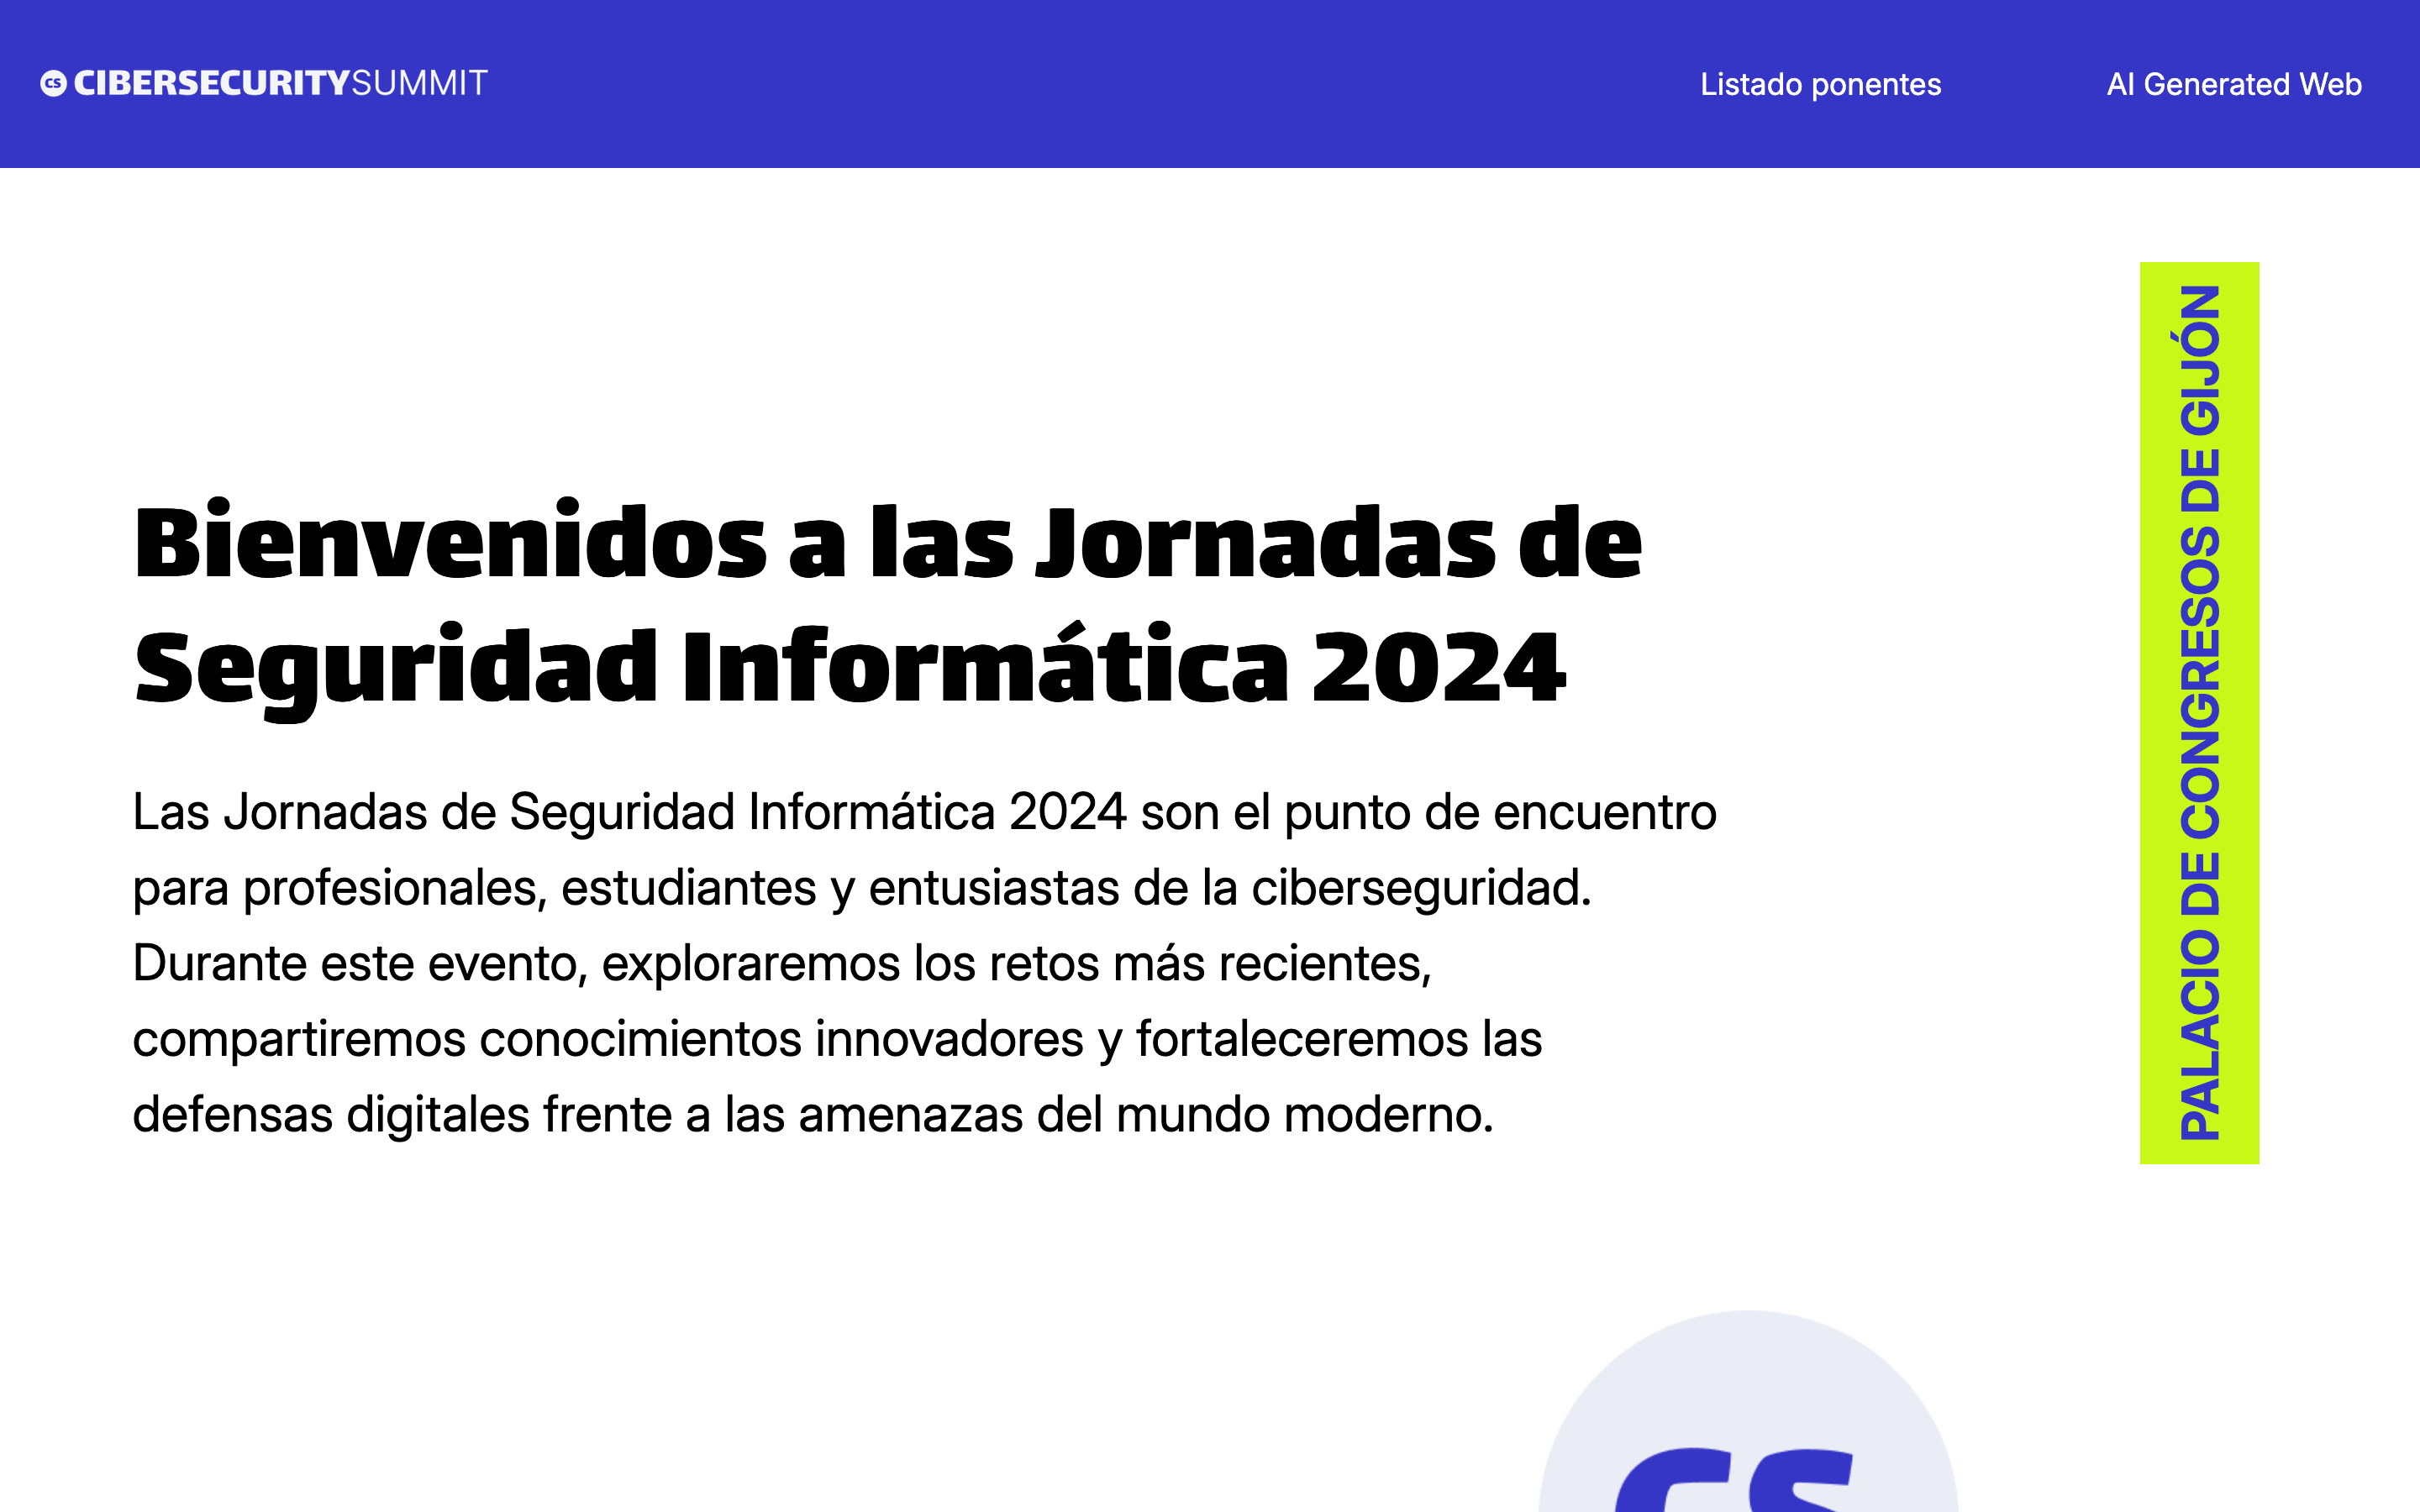 CS CIBERSECURITYSUMMIT
Listado ponentes
AI Generated Web
Bienvenidos a las Jornadas de
Seguridad Informática 2024
Las Jornadas de Seguridad Informática 2024 son el punto de encuentro
para profesionales, estudiantes y entusiastas de la ciberseguridad.
Durante este evento, exploraremos los retos más recientes,
compartiremos conocimientos innovadores y fortaleceremos las
defensas digitales frente a las amenazas del mundo moderno.
PALACIO DE CONGRESOS DE GIJÓN
CS